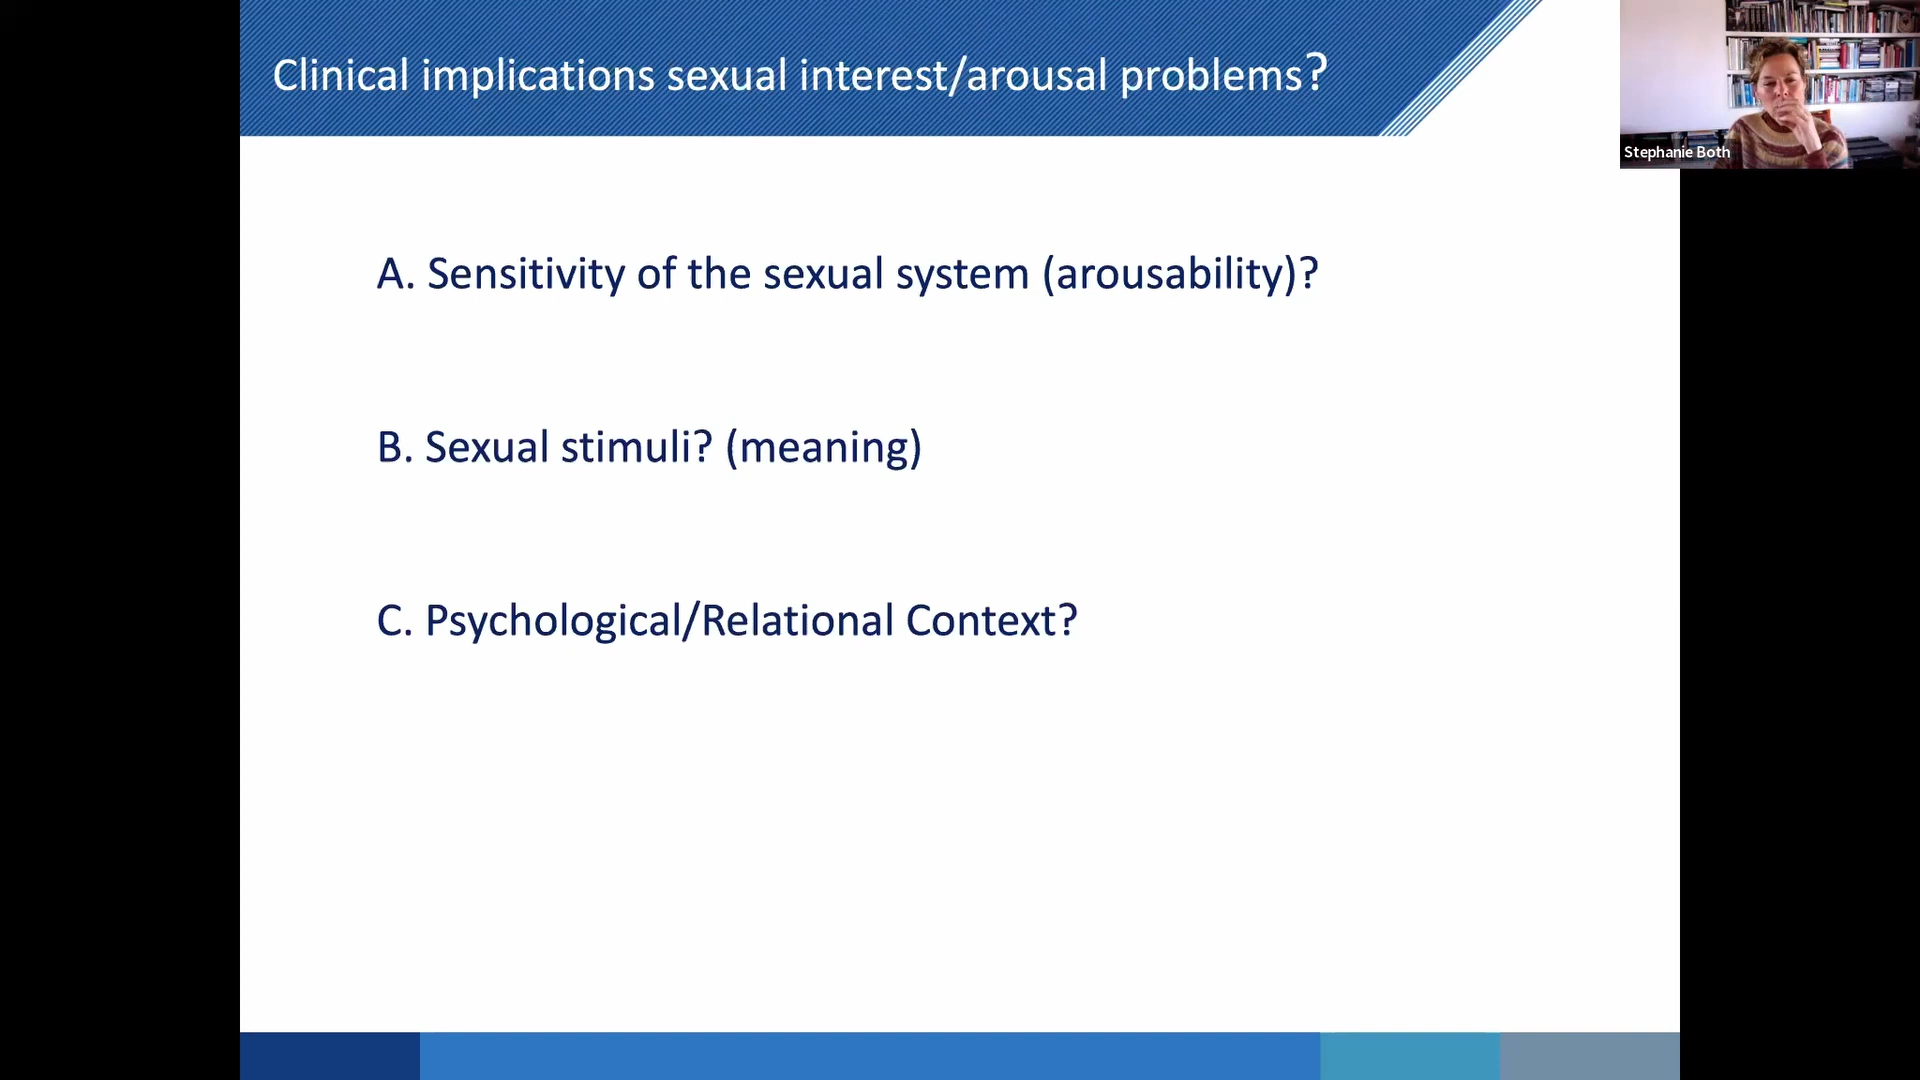 Clinical implications sexual interest/arousal problems?
Stephanie Both
A. Sensitivity of the sexual system (arousability)?
B. Sexual stimuli? (meaning)
C. Psychological/Relational Context?